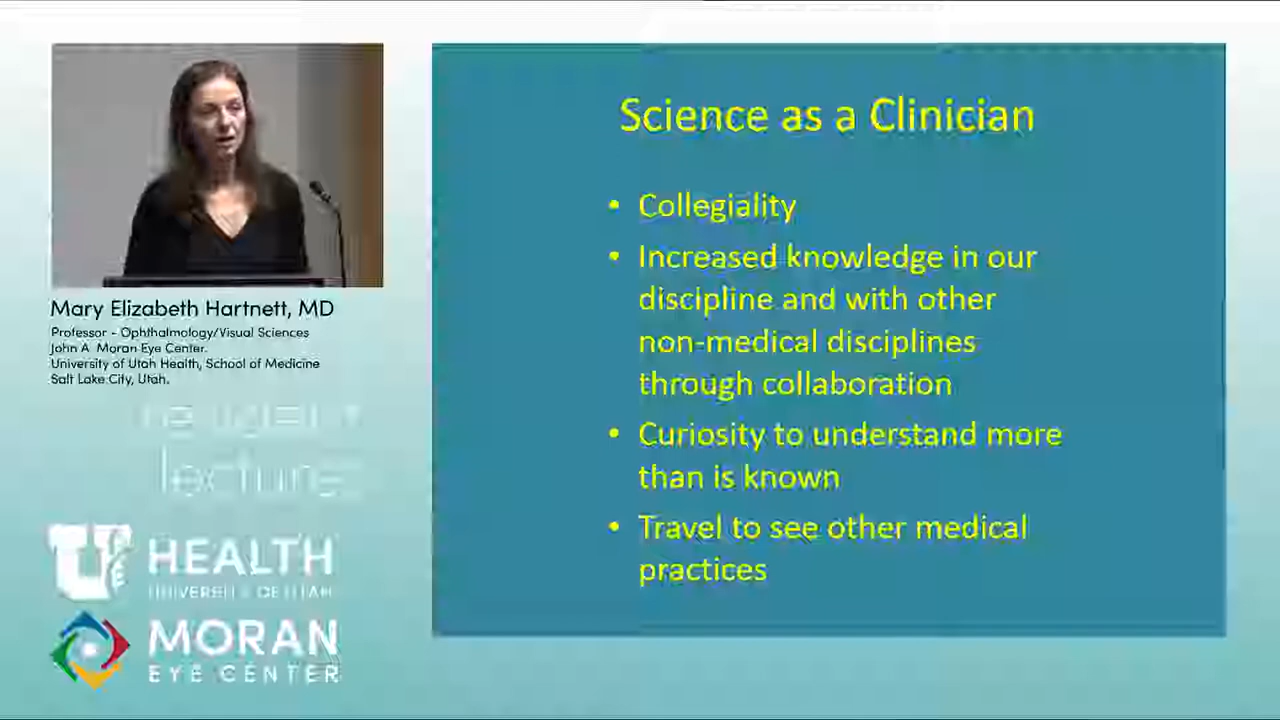 Science as a Clinician
• Collegiality
• Increased knowledge in our
discipline and with other
non-medical disciplines
through collaboration
• Curiosity to understand more
than is known
• Travel to see other medical
practices
Mary Elizabeth Hartnett, MD
Professor - Ophthalmology/Visual Sciences
John A. Moran Eye Center.
University of Utah Health, School of Medicine
Salt Lake City, Utah.
lectures
U HEALTH
UNIVERSITY OF UTAH
MORAN
EYE CENTER